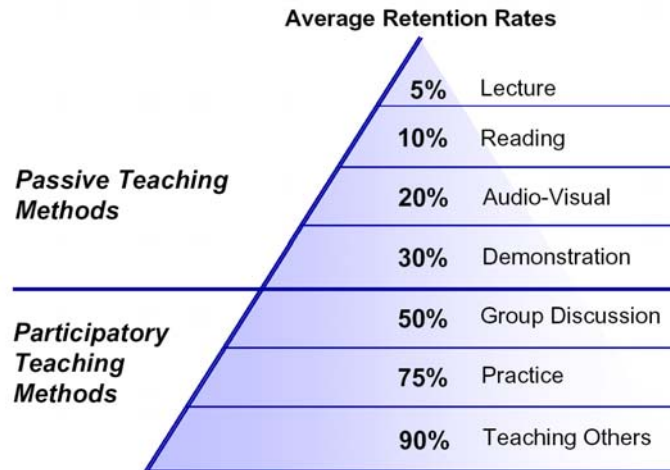 Average Retention Rates
5% Lecture
10% Reading
Passive Teaching
Methods
20% Audio-Visual
30% Demonstration
50% Group Discussion
Participatory
Teaching
Methods
75% Practice
90% Teaching Others